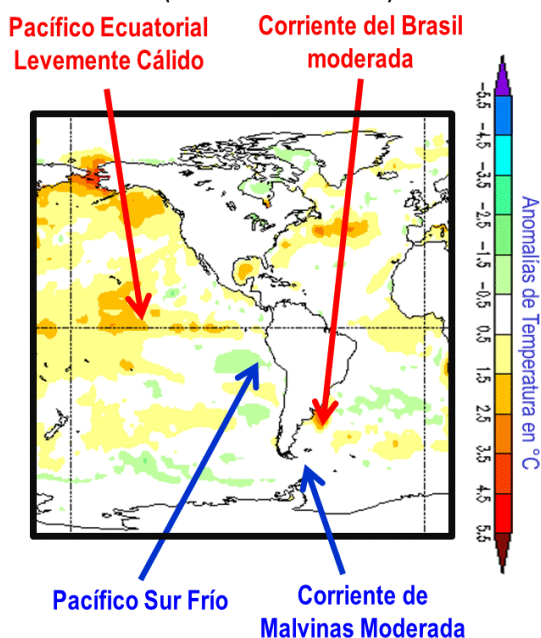 Pacífico Ecuatorial
Levemente Cálido
Corriente del Brasil
moderada
-5.5
-4.5
-3.5
-2.5
-1.5
-0.5
0.5
1.5
2.5
3.5
4.5
5.5
Anomalías de Temperatura en °C
Pacífico Sur Frío
Corriente de
Malvinas Moderada